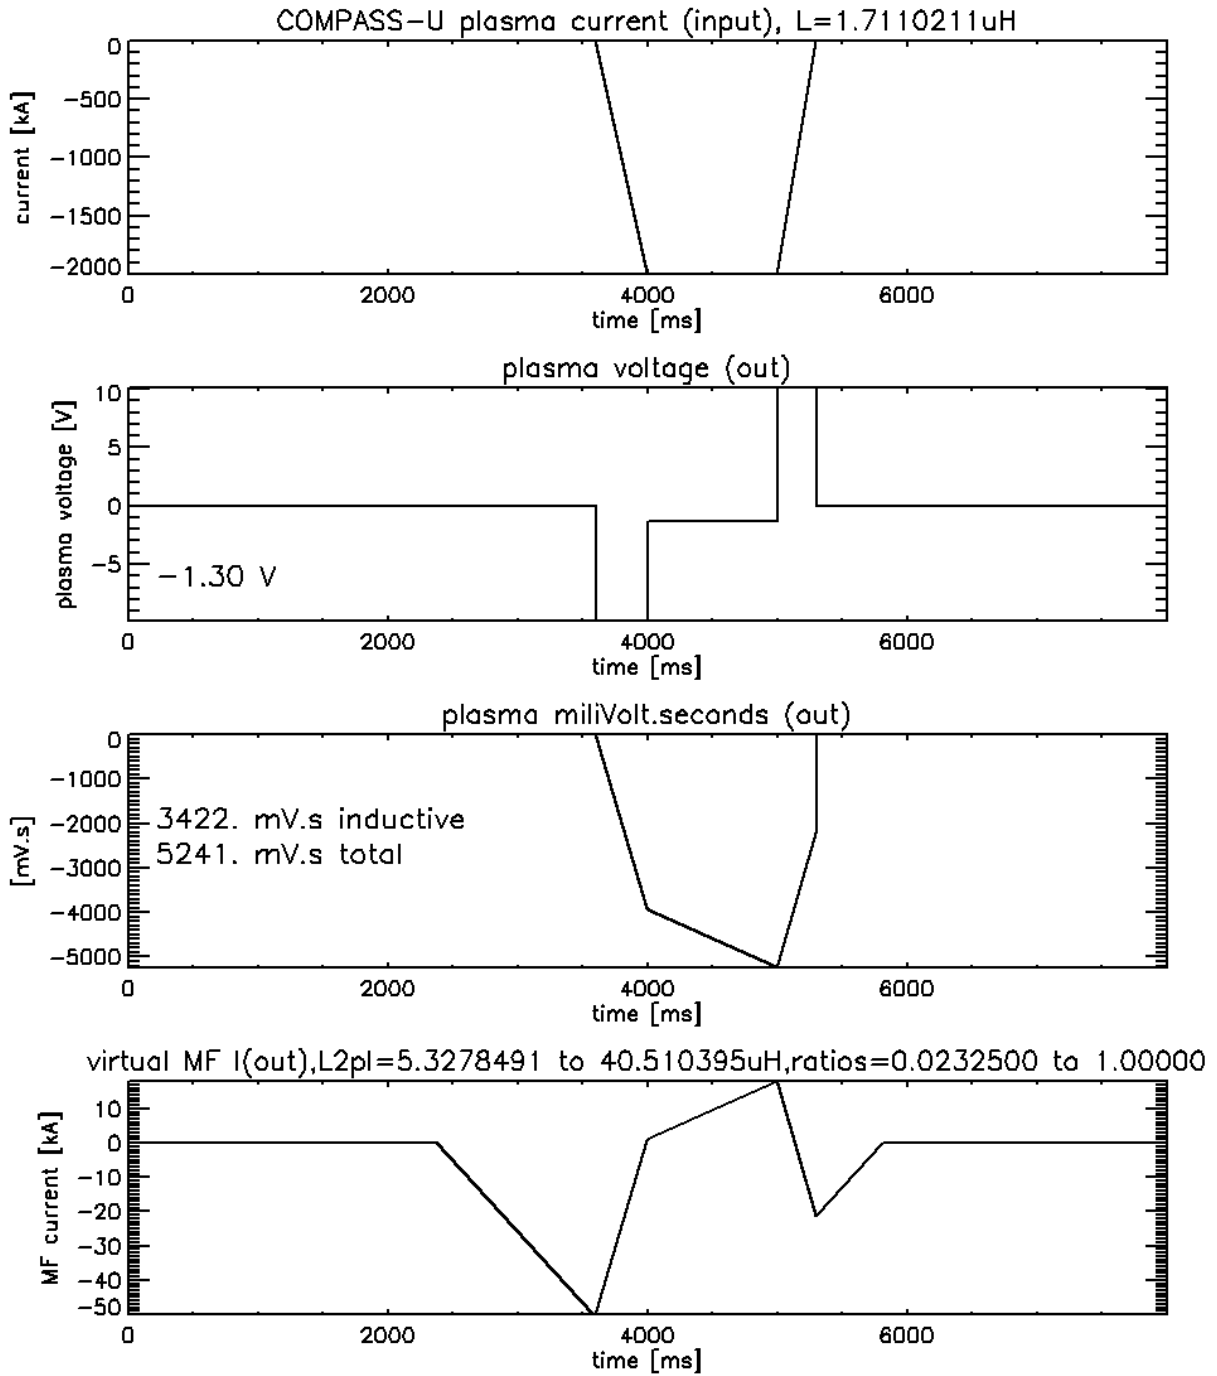 COMPASS-U plasma current (input), L=1.7110211uH
current [kA]
0
-500
-1000
-1500
-2000
0 2000 4000 6000
time [ms]
plasma voltage (out)
plasma voltage [V]
10
5
0
-5
-1.30 V
0 2000 4000 6000
time [ms]
plasma miliVolt.seconds (out)
[mV.s]
0
-1000
-2000
-3000
-4000
-5000
3422. mV.s inductive
5241. mV.s total
0 2000 4000 6000
time [ms]
virtual MF I(out),L2pl=5.3278491 to 40.510395uH,ratios=0.0232500 to 1.00000
MF current [kA]
10
0
-10
-20
-30
-40
-50
0 2000 4000 6000
time [ms]